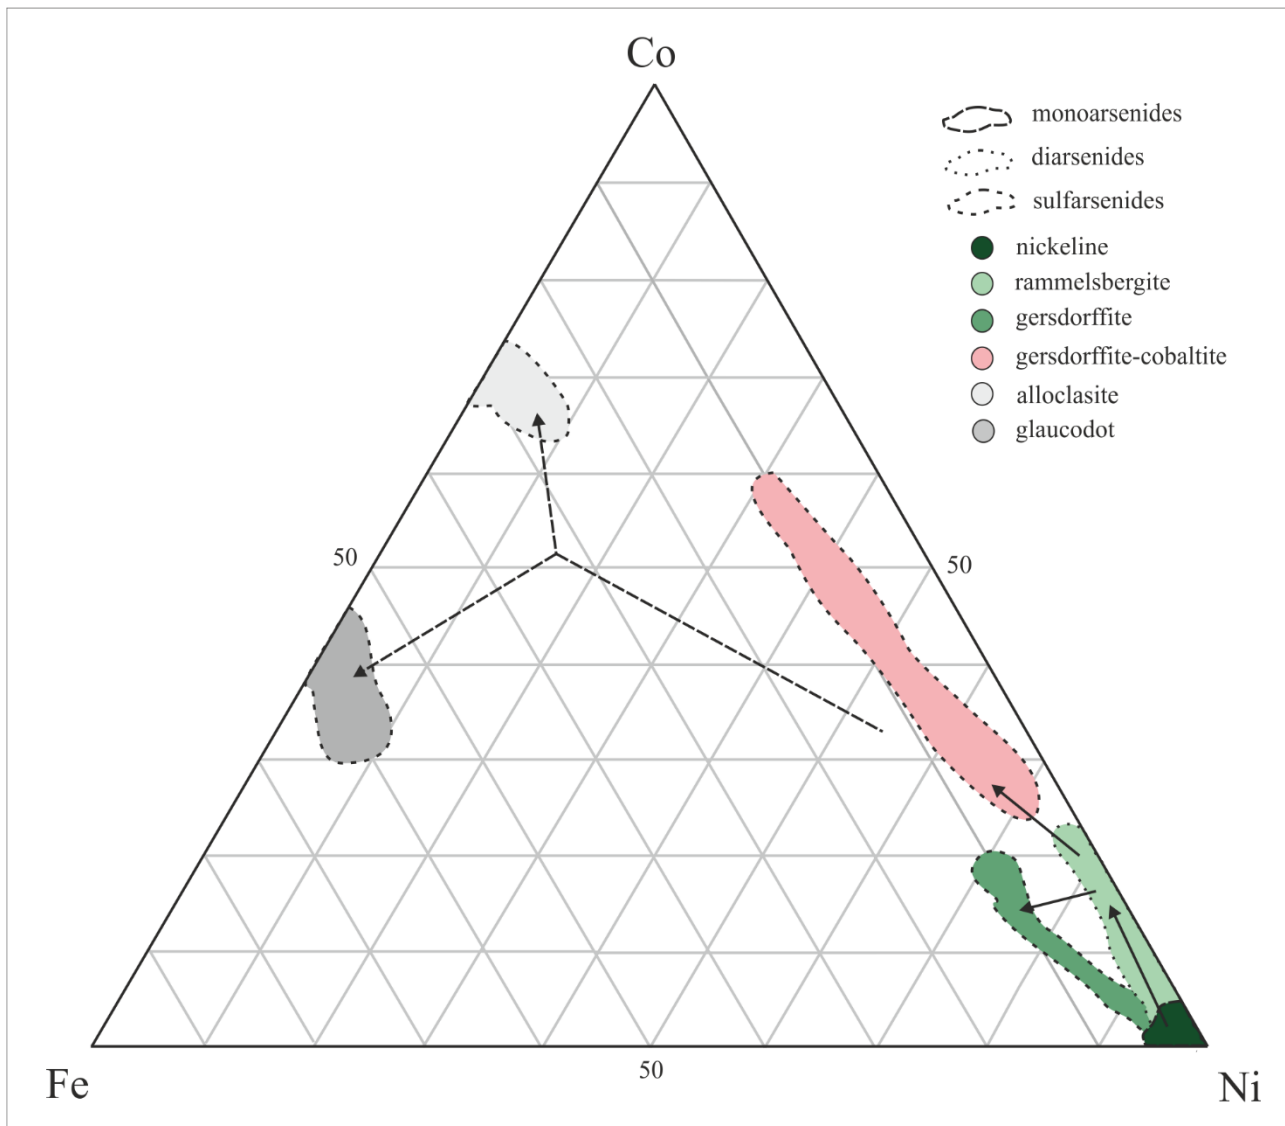 Co
monoarsenides
diarsenides
sulfarsenides
nickeline
rammelsbergite
gersdorffite
gersdorffite-cobaltite
alloclasite
glaucodot
50
50
50
Fe
Ni